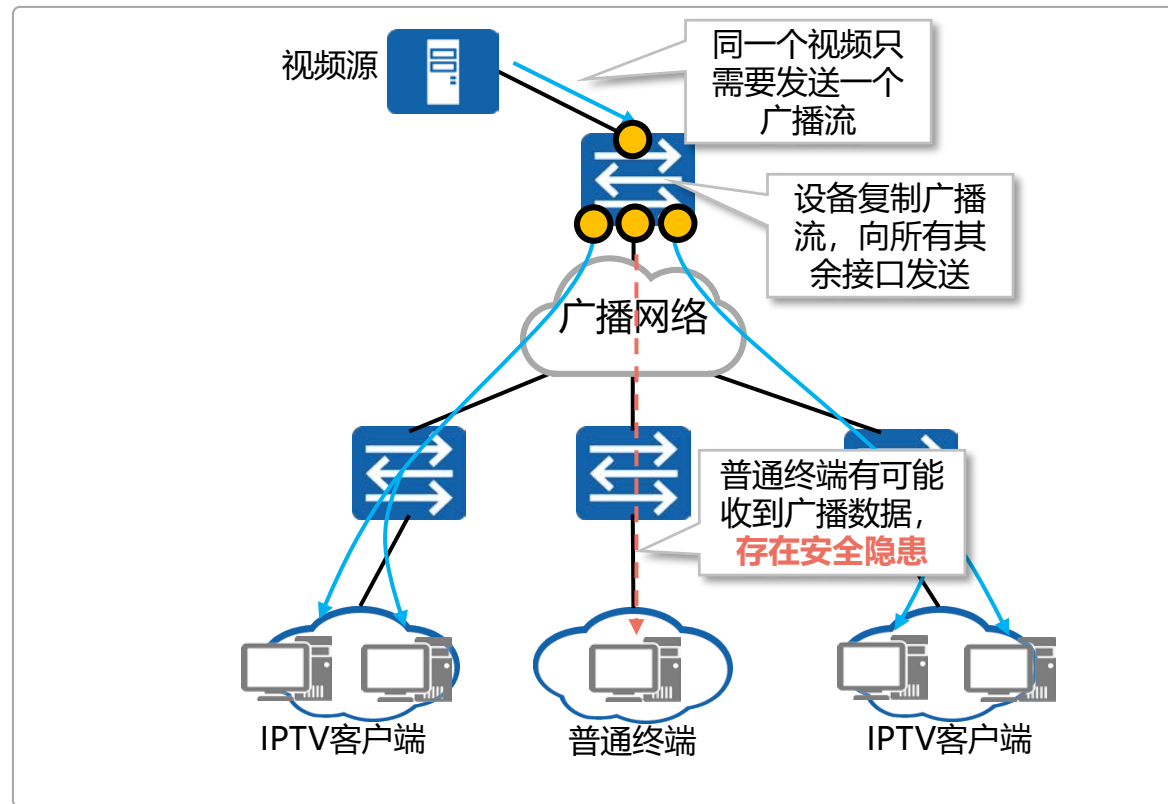 视频源
同一个视频只
需要发送一个
广播流
设备复制广播
流，向所有其
余接口发送
广播网络
普通终端有可能
收到广播数据，
存在安全隐患
IPTV客户端
普通终端
IPTV客户端